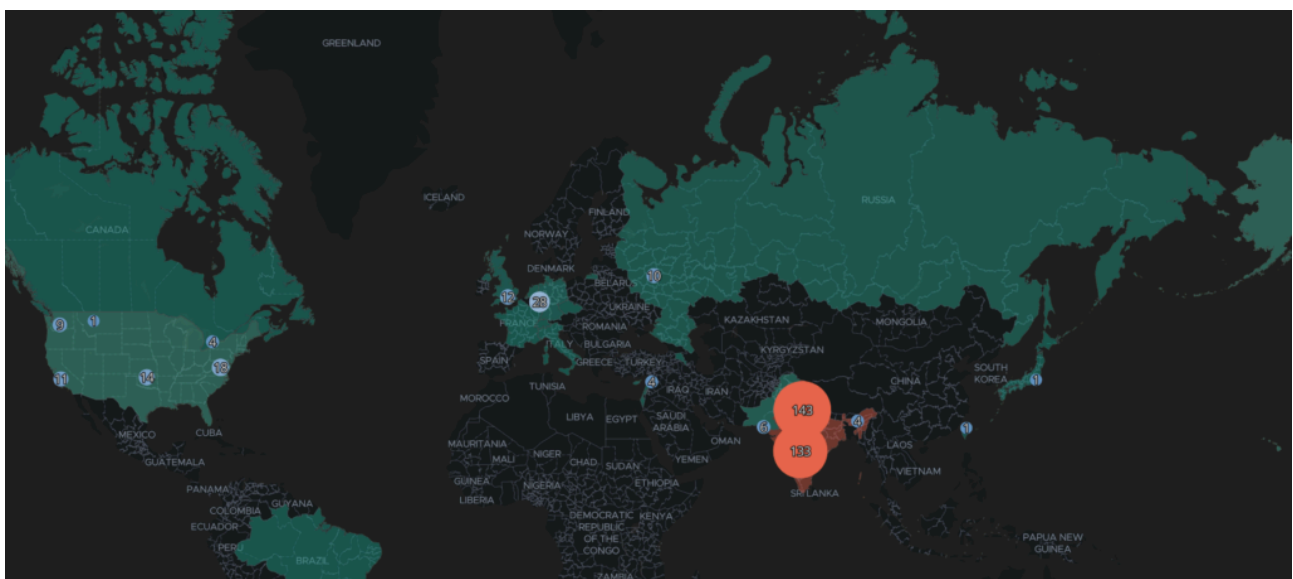 GREENLAND
ICELAND
RUSSIA
FINLAND
CANADA
NORWAY
DENMARK
10
BELARUS
12
28
UKRAINE
9
1
FRANCE
KAZAKHSTAN
MONGOLIA
ROMANIA
4
ITALY
BULGARIA
KYRGYZSTAN
SPAIN
GREECE
TURKEY
SOUTH
KOREA
11
14
4
CHINA
1
TUNISIA
IRAQ
IRAN
MOROCCO
143
LIBYA
EGYPT
SAUDI
ARABIA
4
6
1
MEXICO
CUBA
MAURITANIA
OMAN
LAOS
133
GUATEMALA
MALI
NIGER
CHAD
SUDAN
YEMEN
VIETNAM
GUINEA
NIGERIA
ETHIOPIA
PANAMA
LIBERIA
SRI LANKA
GUYANA
COLOMBIA
ECUADOR
DEMOCRATIC
REPUBLIC
OF THE
CONGO
KENYA
PERU
BRAZIL
PAPUA NEW
GUINEA
ZAMBIA